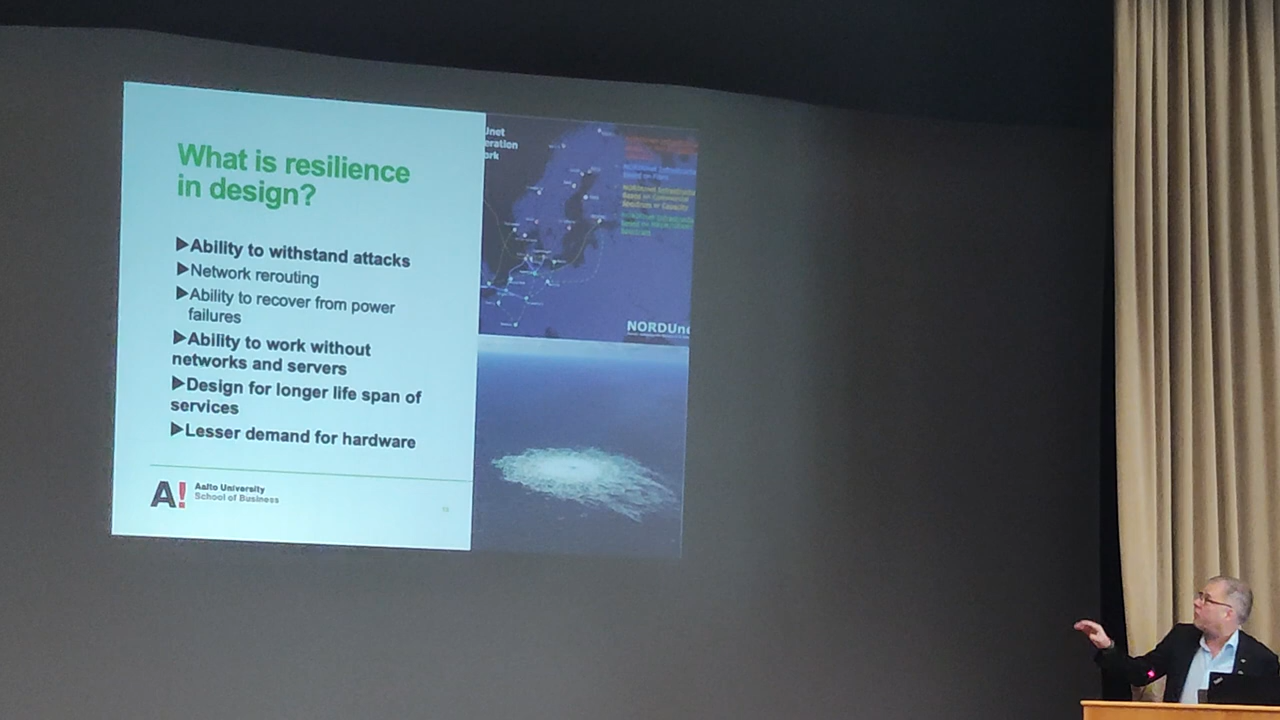 What is resilience
in design?
▶Ability to withstand attacks
▶Network rerouting
▶Ability to recover from power
failures
▶Ability to work without
networks and servers
▶Design for longer life span of
services
▶Lesser demand for hardware
A! Aalto University
School of Business
NORDUne